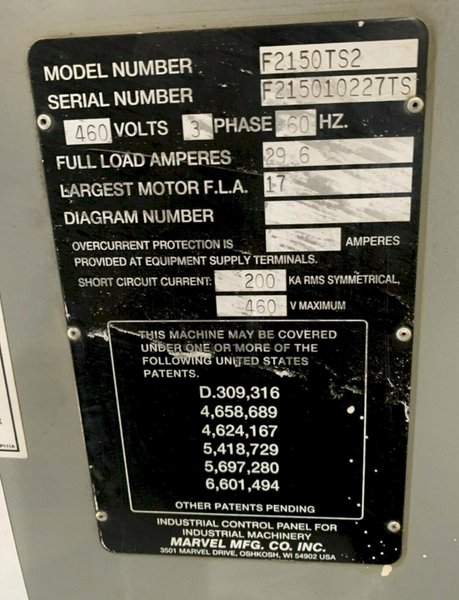 MODEL NUMBER F2150TS2
SERIAL NUMBER F215010227TS
460 VOLTS 3 PHASE 60 HZ.
FULL LOAD AMPERES 29.6
LARGEST MOTOR F.L.A. 17
DIAGRAM NUMBER
OVERCURRENT PROTECTION IS AMPERES
PROVIDED AT EQUIPMENT SUPPLY TERMINALS.
SHORT CIRCUIT CURRENT: 200 KA RMS SYMMETRICAL,
460 V MAXIMUM
THIS MACHINE MAY BE COVERED
UNDER ONE OR MORE OF THE
FOLLOWING UNITED STATES
PATENTS.
D.309,316
4,658,689
4,624,167
5,418,729
5,697,280
6,601,494
OTHER PATENTS PENDING
INDUSTRIAL CONTROL PANEL FOR
INDUSTRIAL MACHINERY
MARVEL MFG. CO. INC.
3501 MARVEL DRIVE, OSHKOSH, WI 54902 USA